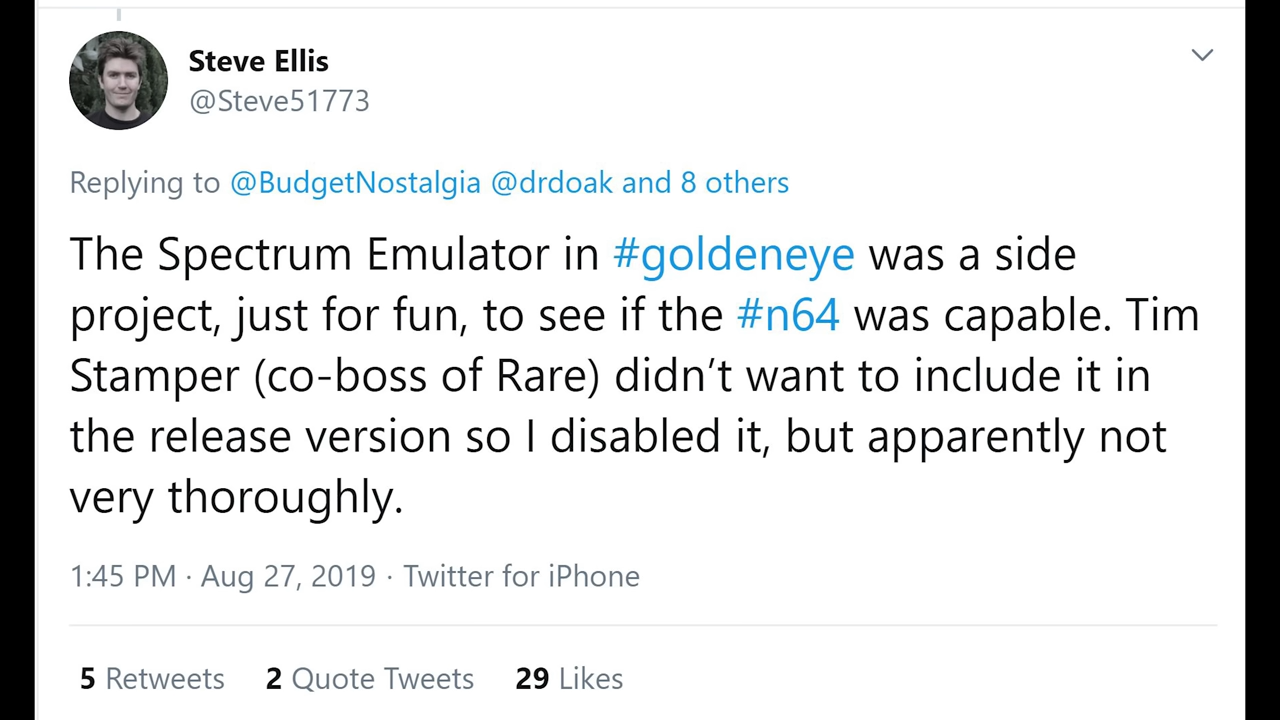 Steve Ellis
@Steve51773
Replying to @BudgetNostalgia @drdoak and 8 others
The Spectrum Emulator in #goldeneye was a side
project, just for fun, to see if the #n64 was capable. Tim
Stamper (co-boss of Rare) didn’t want to include it in
the release version so I disabled it, but apparently not
very thoroughly.
1:45 PM · Aug 27, 2019 · Twitter for iPhone
5 Retweets 2 Quote Tweets 29 Likes